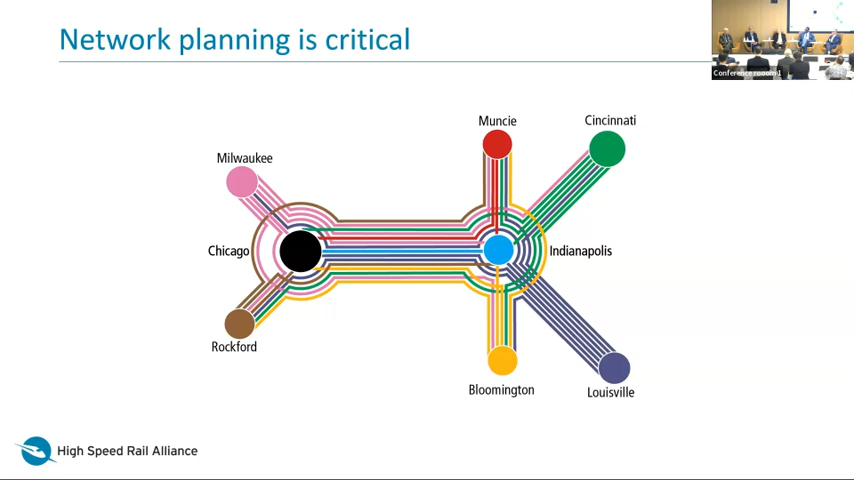 Network planning is critical
Conference room 1
Muncie
Cincinnati
Milwaukee
Chicago
Indianapolis
Rockford
Bloomington
Louisville
High Speed Rail Alliance